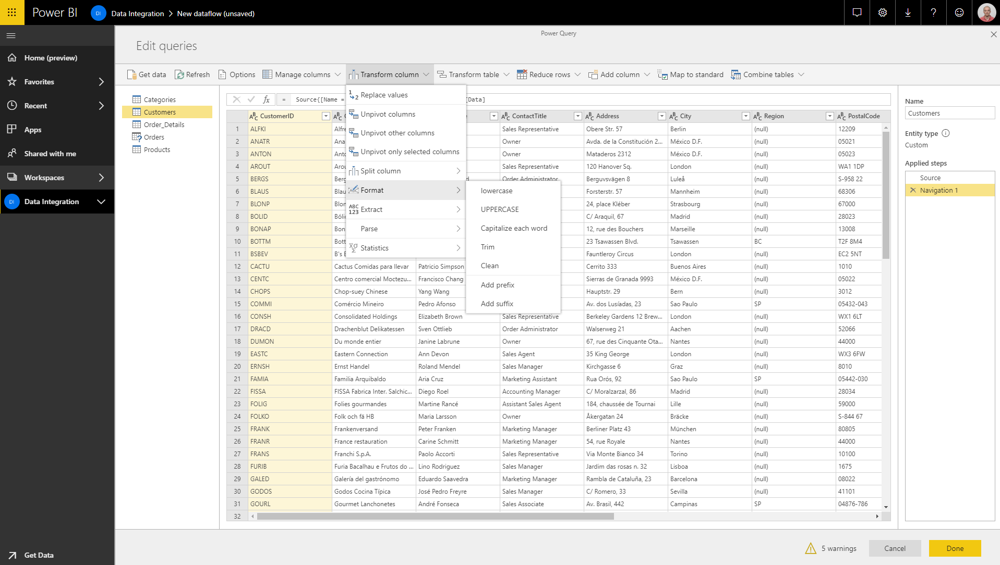 Power BI DI Data Integration > New dataflow (unsaved)
Power Query
Edit queries
Home (preview)
Favorites
Recent
Apps
Shared with me
Workspaces
DI Data Integration
Get Data
Get data Refresh Options Manage columns Transform column Transform table Reduce rows Add column Map to standard Combine tables
Categories
Customers
Order_Details
Orders
Products
fx = Source{[Name = [Data]
Replace values
Unpivot columns
Unpivot other columns
Unpivot only selected columns
Split column
Format
Extract
Parse
Statistics
lowercase
UPPERCASE
Capitalize each word
Trim
Clean
Add prefix
Add suffix
CustomerID ContactTitle Address City Region PostalCode
1 ALFKI Alfre Sales Representative Obere Str. 57 Berlin (null) 12209
2 ANATR Ana Owner Avda. de la Constitución 2... México D.F. (null) 05021
3 ANTON Anto Owner Mataderos 2312 México D.F. (null) 05023
4 AROUT Arou Sales Representative 120 Hanover Sq. London (null) WA1 1DP
5 BERGS Berg d Order Administrator Berguvsvägen 8 Luleå (null) S-958 22
6 BLAUS Blau Forsterstr. 57 Mannheim (null) 68306
7 BLONP Blon 24, place Kléber Strasbourg (null) 67000
8 BOLID Bólic C/ Araquil, 67 Madrid (null) 28023
9 BONAP Bon 12, rue des Bouchers Marseille (null) 13008
10 BOTTM Bott 23 Tsawassen Blvd. Tsawassen BC T2F 8M4
11 BSBEV B's B Fauntleroy Circus London (null) EC2 5NT
12 CACTU Cactus Comidas para llevar Patricio Simpson Cerrito 333 Buenos Aires (null) 1010
13 CENTC Centro comercial Moctezu... Francisco Chang Sierras de Granada 9993 México D.F. (null) 05022
14 CHOPS Chop-suey Chinese Yang Wang Hauptstr. 29 Bern (null) 3012
15 COMMI Comércio Mineiro Pedro Afonso Av. dos Lusíadas, 23 Sao Paulo SP 05432-043
16 CONSH Consolidated Holdings Elizabeth Brown Sales Representative Berkeley Gardens 12 Brew... London (null) WX1 6LT
17 DRACD Drachenblut Delikatessen Sven Ottlieb Order Administrator Walserweg 21 Aachen (null) 52066
18 DUMON Du monde entier Janine Labrune Owner 67, rue des Cinquante Ota... Nantes (null) 44000
19 EASTC Eastern Connection Ann Devon Sales Agent 35 King George London (null) WX3 6FW
20 ERNSH Ernst Handel Roland Mendel Sales Manager Kirchgasse 6 Graz (null) 8010
21 FAMIA Familia Arquibaldo Aria Cruz Marketing Assistant Rua Orós, 92 Sao Paulo SP 05442-030
22 FISSA FISSA Fabrica Inter. Salchic... Diego Roel Accounting Manager C/ Moralzarzal, 86 Madrid (null) 28034
23 FOLIG Folies gourmandes Martine Rancé Assistant Sales Agent 184, chaussée de Tournai Lille (null) 59000
24 FOLKO Folk och fä HB Maria Larsson Owner Åkergatan 24 Bräcke (null) S-844 67
25 FRANK Frankenversand Peter Franken Marketing Manager Berliner Platz 43 München (null) 80805
26 FRANR France restauration Carine Schmitt Marketing Manager 54, rue Royale Nantes (null) 44000
27 FRANS Franchi S.p.A. Paolo Accorti Sales Representative Via Monte Bianco 34 Torino (null) 10100
28 FURIB Furia Bacalhau e Frutos do ... Lino Rodriguez Sales Manager Jardim das rosas n. 32 Lisboa (null) 1675
29 GALED Galería del gastrónomo Eduardo Saavedra Marketing Manager Rambla de Cataluña, 23 Barcelona (null) 08022
30 GODOS Godos Cocina Típica José Pedro Freyre Sales Manager C/ Romero, 33 Sevilla (null) 41101
31 GOURL Gourmet Lanchonetes André Fonseca Sales Associate Av. Brasil, 442 Campinas SP 04876-786
32
Name
Customers
Entity type
Custom
Applied steps
Source
Navigation 1
5 warnings Cancel Done